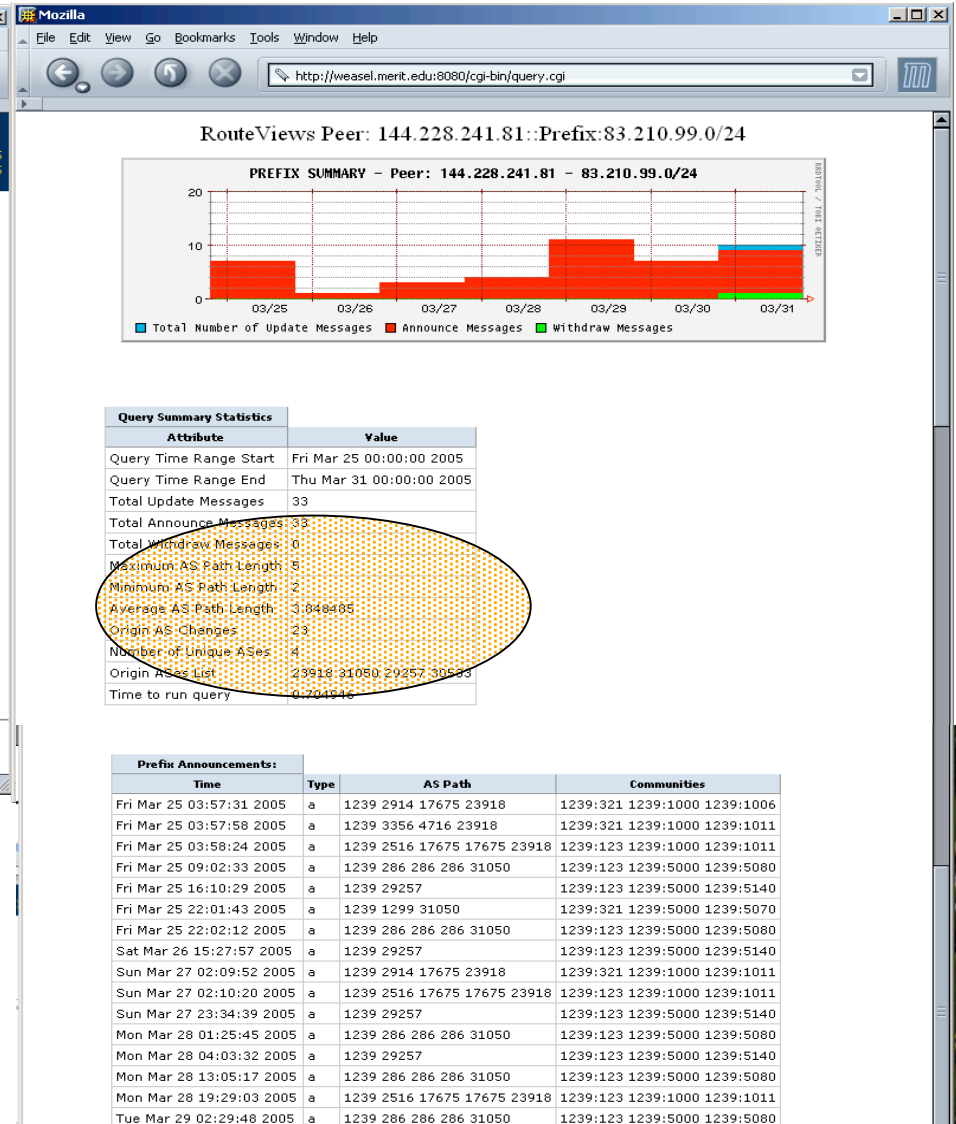 Mozilla
File Edit View Go Bookmarks Tools Window Help
http://weasel.merit.edu:8080/cgi-bin/query.cgi
RouteViews Peer: 144.228.241.81::Prefix:83.210.99.0/24
PREFIX SUMMARY - Peer: 144.228.241.81 - 83.210.99.0/24
RRDTOOL / TOBI OETIKER
20
10
0
03/25 03/26 03/27 03/28 03/29 03/30 03/31
Total Number of Update Messages Announce Messages Withdraw Messages
Query Summary Statistics
Attribute Value
Query Time Range Start Fri Mar 25 00:00:00 2005
Query Time Range End Thu Mar 31 00:00:00 2005
Total Update Messages 33
Total Announce Messages 33
Total Withdraw Messages 0
Maximum AS Path Length 5
Minimum AS Path Length 2
Average AS Path Length 3.848485
Origin AS Changes 23
Number of Unique ASes 4
Origin ASes List 23918 31050 29257
Time to run query 0.704946
Prefix Announcements:
Time Type AS Path Communities
Fri Mar 25 03:57:31 2005 a 1239 2914 17675 23918 1239:321 1239:1000 1239:1006
Fri Mar 25 03:57:58 2005 a 1239 3356 4716 23918 1239:321 1239:1000 1239:1011
Fri Mar 25 03:58:24 2005 a 1239 2516 17675 17675 23918 1239:123 1239:1000 1239:1011
Fri Mar 25 09:02:33 2005 a 1239 286 286 286 31050 1239:123 1239:5000 1239:5080
Fri Mar 25 16:10:29 2005 a 1239 29257 1239:123 1239:5000 1239:5140
Fri Mar 25 22:01:43 2005 a 1239 1299 31050 1239:321 1239:5000 1239:5070
Fri Mar 25 22:02:12 2005 a 1239 286 286 286 31050 1239:123 1239:5000 1239:5080
Sat Mar 26 15:27:57 2005 a 1239 29257 1239:123 1239:5000 1239:5140
Sun Mar 27 02:09:52 2005 a 1239 2914 17675 23918 1239:321 1239:1000 1239:1011
Sun Mar 27 02:10:20 2005 a 1239 2516 17675 17675 23918 1239:123 1239:1000 1239:1011
Sun Mar 27 23:34:39 2005 a 1239 29257 1239:123 1239:5000 1239:5140
Mon Mar 28 01:25:45 2005 a 1239 286 286 286 31050 1239:123 1239:5000 1239:5080
Mon Mar 28 04:03:32 2005 a 1239 29257 1239:123 1239:5000 1239:5140
Mon Mar 28 13:05:17 2005 a 1239 286 286 286 31050 1239:123 1239:5000 1239:5080
Mon Mar 28 19:29:03 2005 a 1239 2516 17675 17675 23918 1239:123 1239:1000 1239:1011
Tue Mar 29 02:29:48 2005 a 1239 286 286 286 31050 1239:123 1239:5000 1239:5080